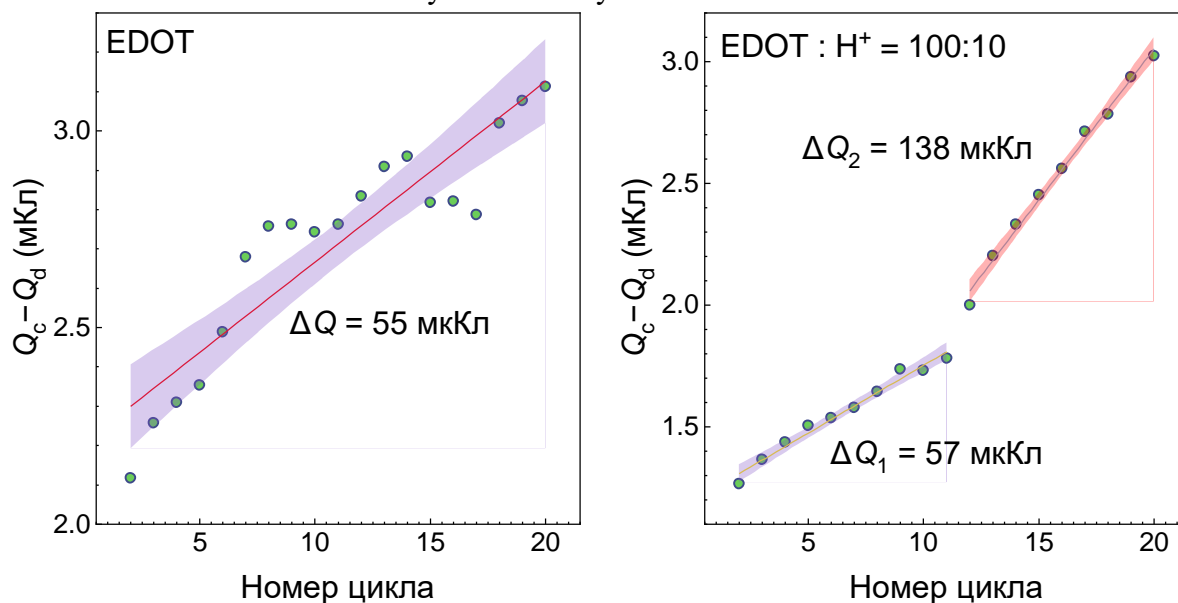 EDOT
3.0
2.5
2.0
Q_c − Q_d (мКл)
ΔQ = 55 мкКл
5
10
15
20
Номер цикла
EDOT : H⁺ = 100:10
3.0
2.5
2.0
1.5
Q_c − Q_d (мКл)
ΔQ₂ = 138 мкКл
ΔQ₁ = 57 мкКл
5
10
15
20
Номер цикла